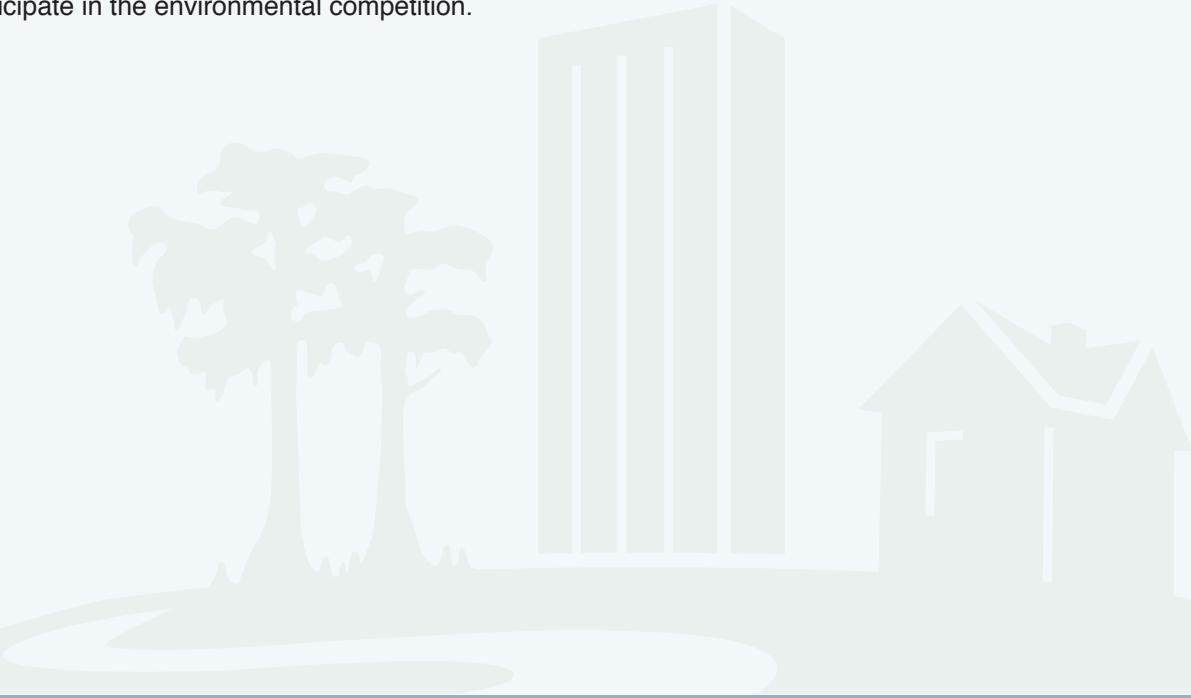 icipate in the environmental competition.